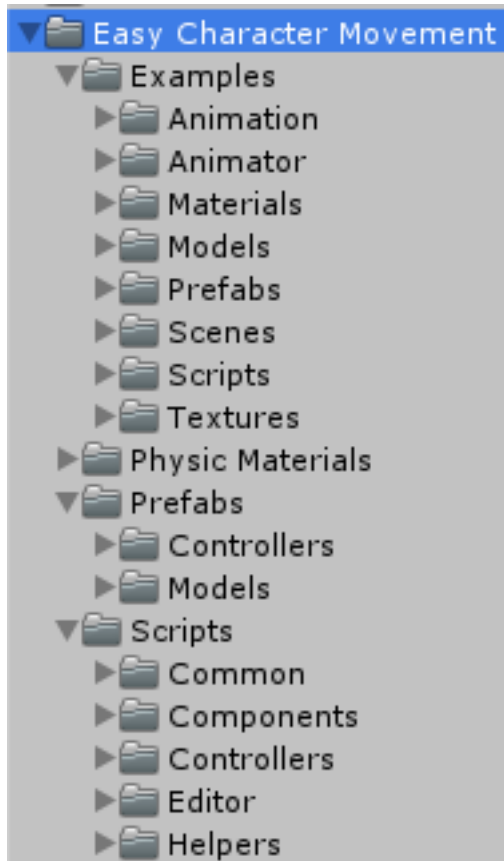 Easy Character Movement
Examples
Animation
Animator
Materials
Models
Prefabs
Scenes
Scripts
Textures
Physic Materials
Prefabs
Controllers
Models
Scripts
Common
Components
Controllers
Editor
Helpers